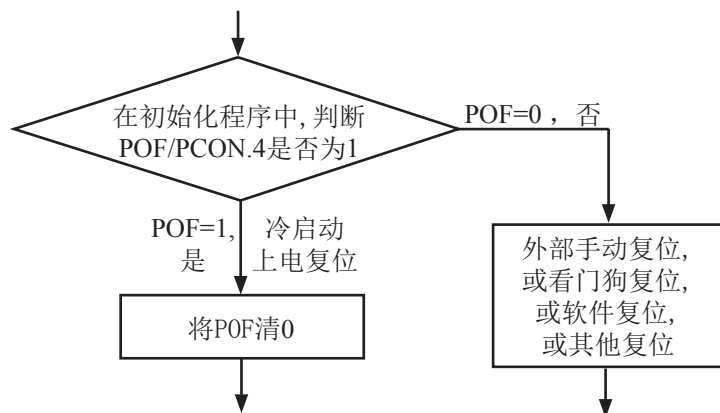 在初始化程序中,判断
POF/PCON.4是否为1
POF=0 ，否
POF=1,
是
冷启动
上电复位
将POF清0
外部手动复位,
或看门狗复位,
或软件复位,
或其他复位